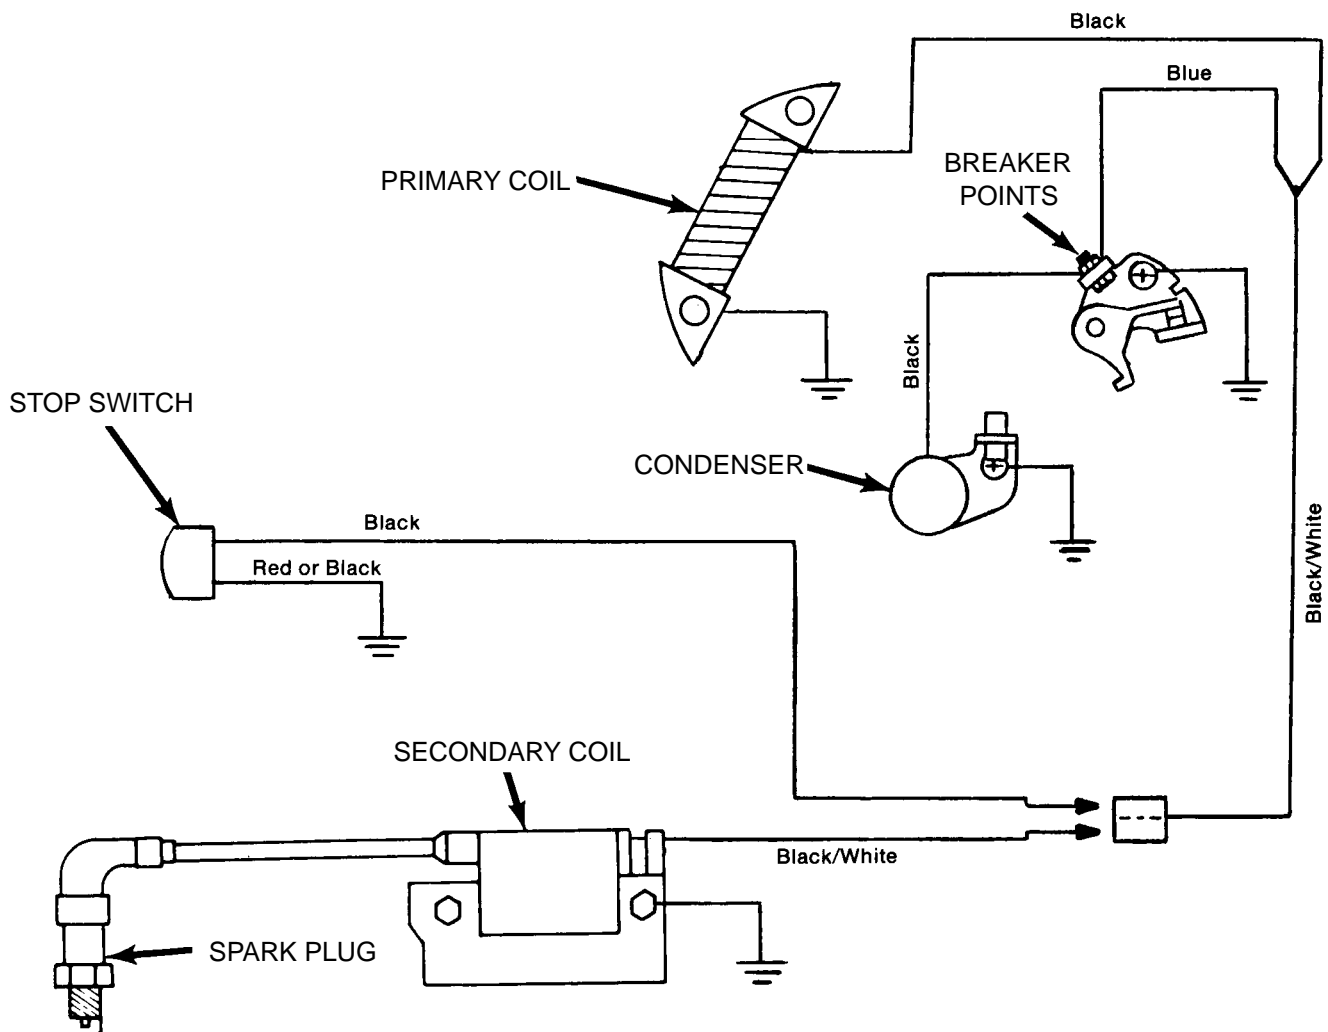 Black
Blue
BREAKER
POINTS
PRIMARY COIL
Black
STOP SWITCH
CONDENSER
Black
Red or Black
Black/White
SECONDARY COIL
Black/White
SPARK PLUG